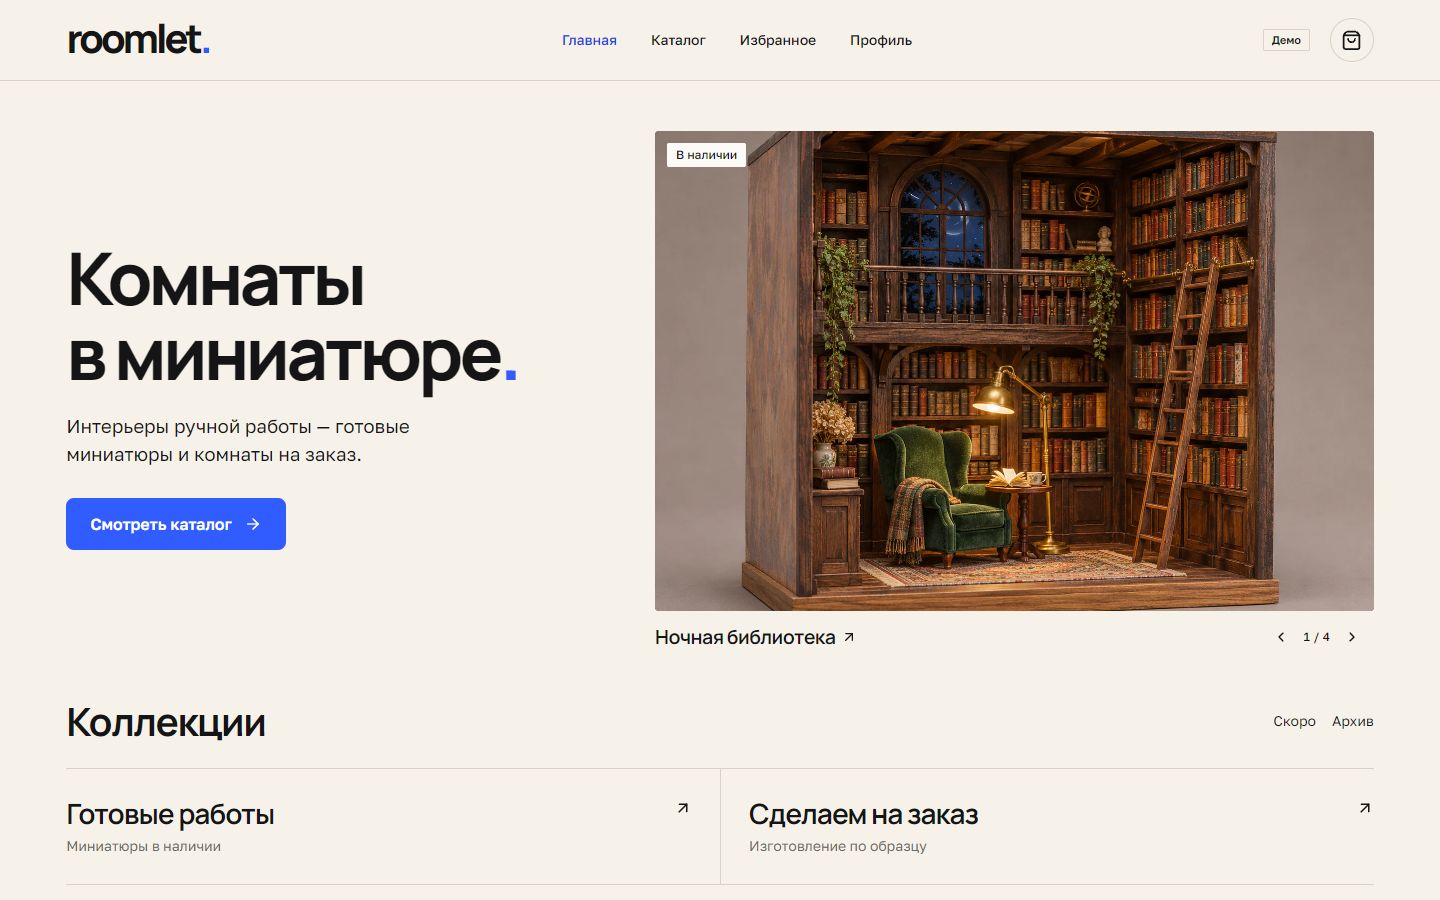 roomlet.
Главная
Каталог
Избранное
Профиль
Демо
В наличии
Комнаты
в миниатюре.
Интерьеры ручной работы — готовые
миниатюры и комнаты на заказ.
Смотреть каталог
Ночная библиотека
1 / 4
Коллекции
Скоро
Архив
Готовые работы
Миниатюры в наличии
Сделаем на заказ
Изготовление по образцу